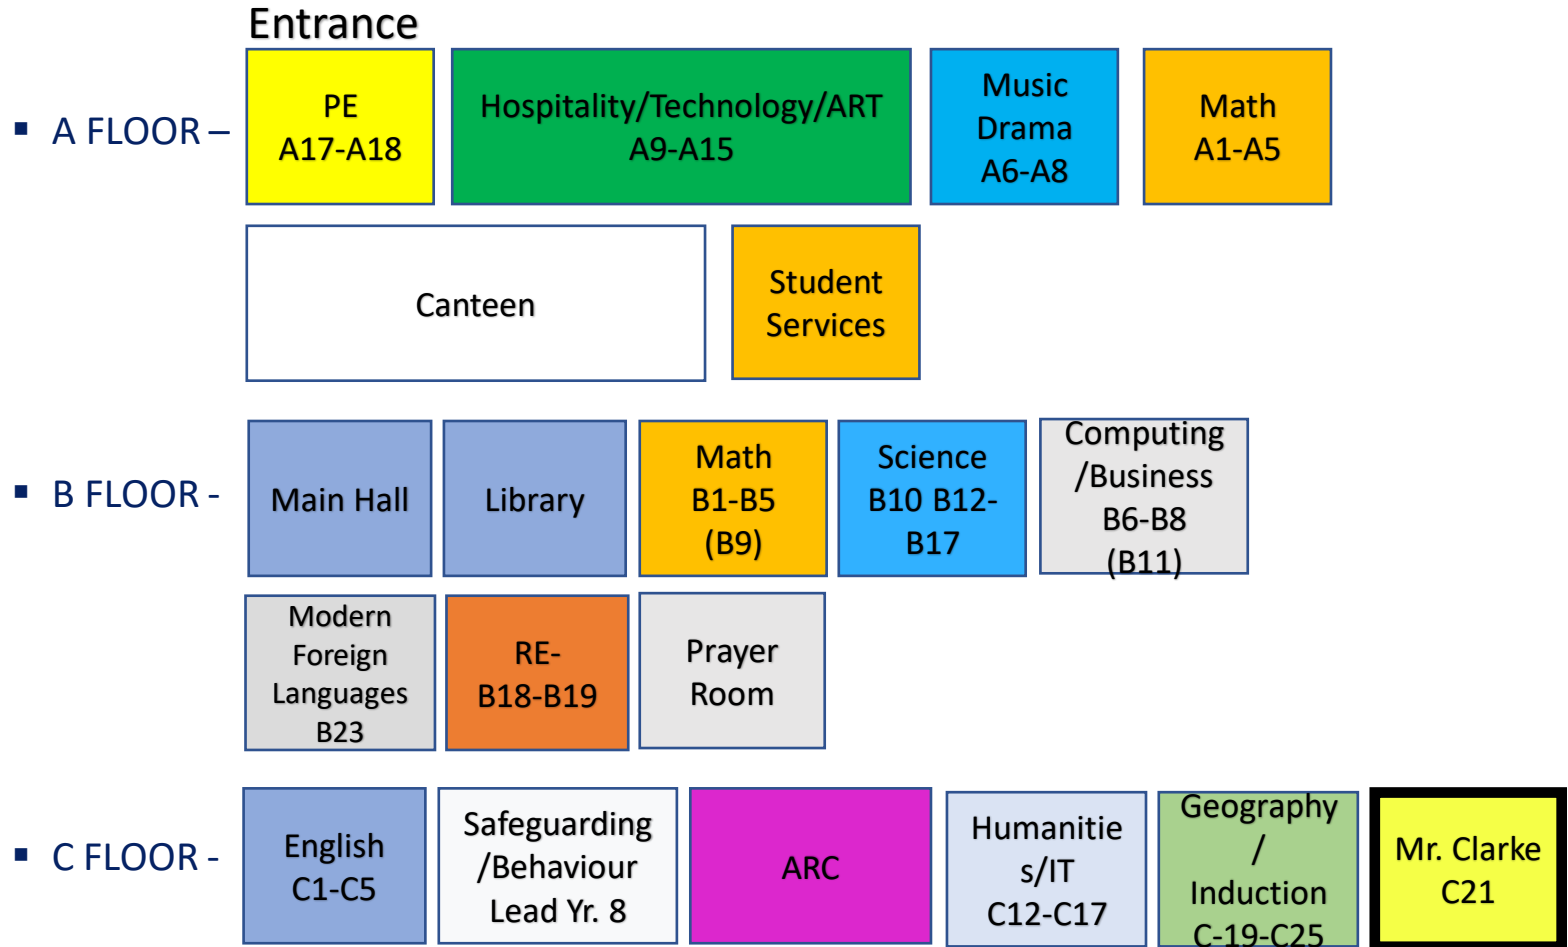 Entrance
▪ A FLOOR –
PE
A17-A18
Hospitality/Technology/ART
A9-A15
Music
Drama
A6-A8
Math
A1-A5
Canteen
Student
Services
▪ B FLOOR -
Main Hall
Library
Math
B1-B5
(B9)
Science
B10 B12-
B17
Computing
/Business
B6-B8
(B11)
Modern
Foreign
Languages
B23
RE-
B18-B19
Prayer
Room
▪ C FLOOR -
English
C1-C5
Safeguarding
/Behaviour
Lead Yr. 8
ARC
Humanitie
s/IT
C12-C17
Geography
/
Induction
C-19-C25
Mr. Clarke
C21